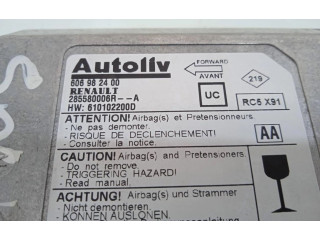 Autoliv
FORWARD
AVANT
606 98 24 00
RENAULT
285580006R--A
HW: 610102200D
UC
219
RC5 X91
ATTENTION! Airbag(s) et Pretensionneurs.
- Ne pas demonter.
- RISQUE DE DECLENCHEMENT!
- Consulter la notice.
AA
CAUTION! Airbag(s) and Pretensioners.
- Do not remove.
- TRIGGERING HAZARD!
- Read manual.
ACHTUNG! Airbag(s) und Strammer
- Nicht demontieren.
- KÖNNEN AUSLÖSEN.